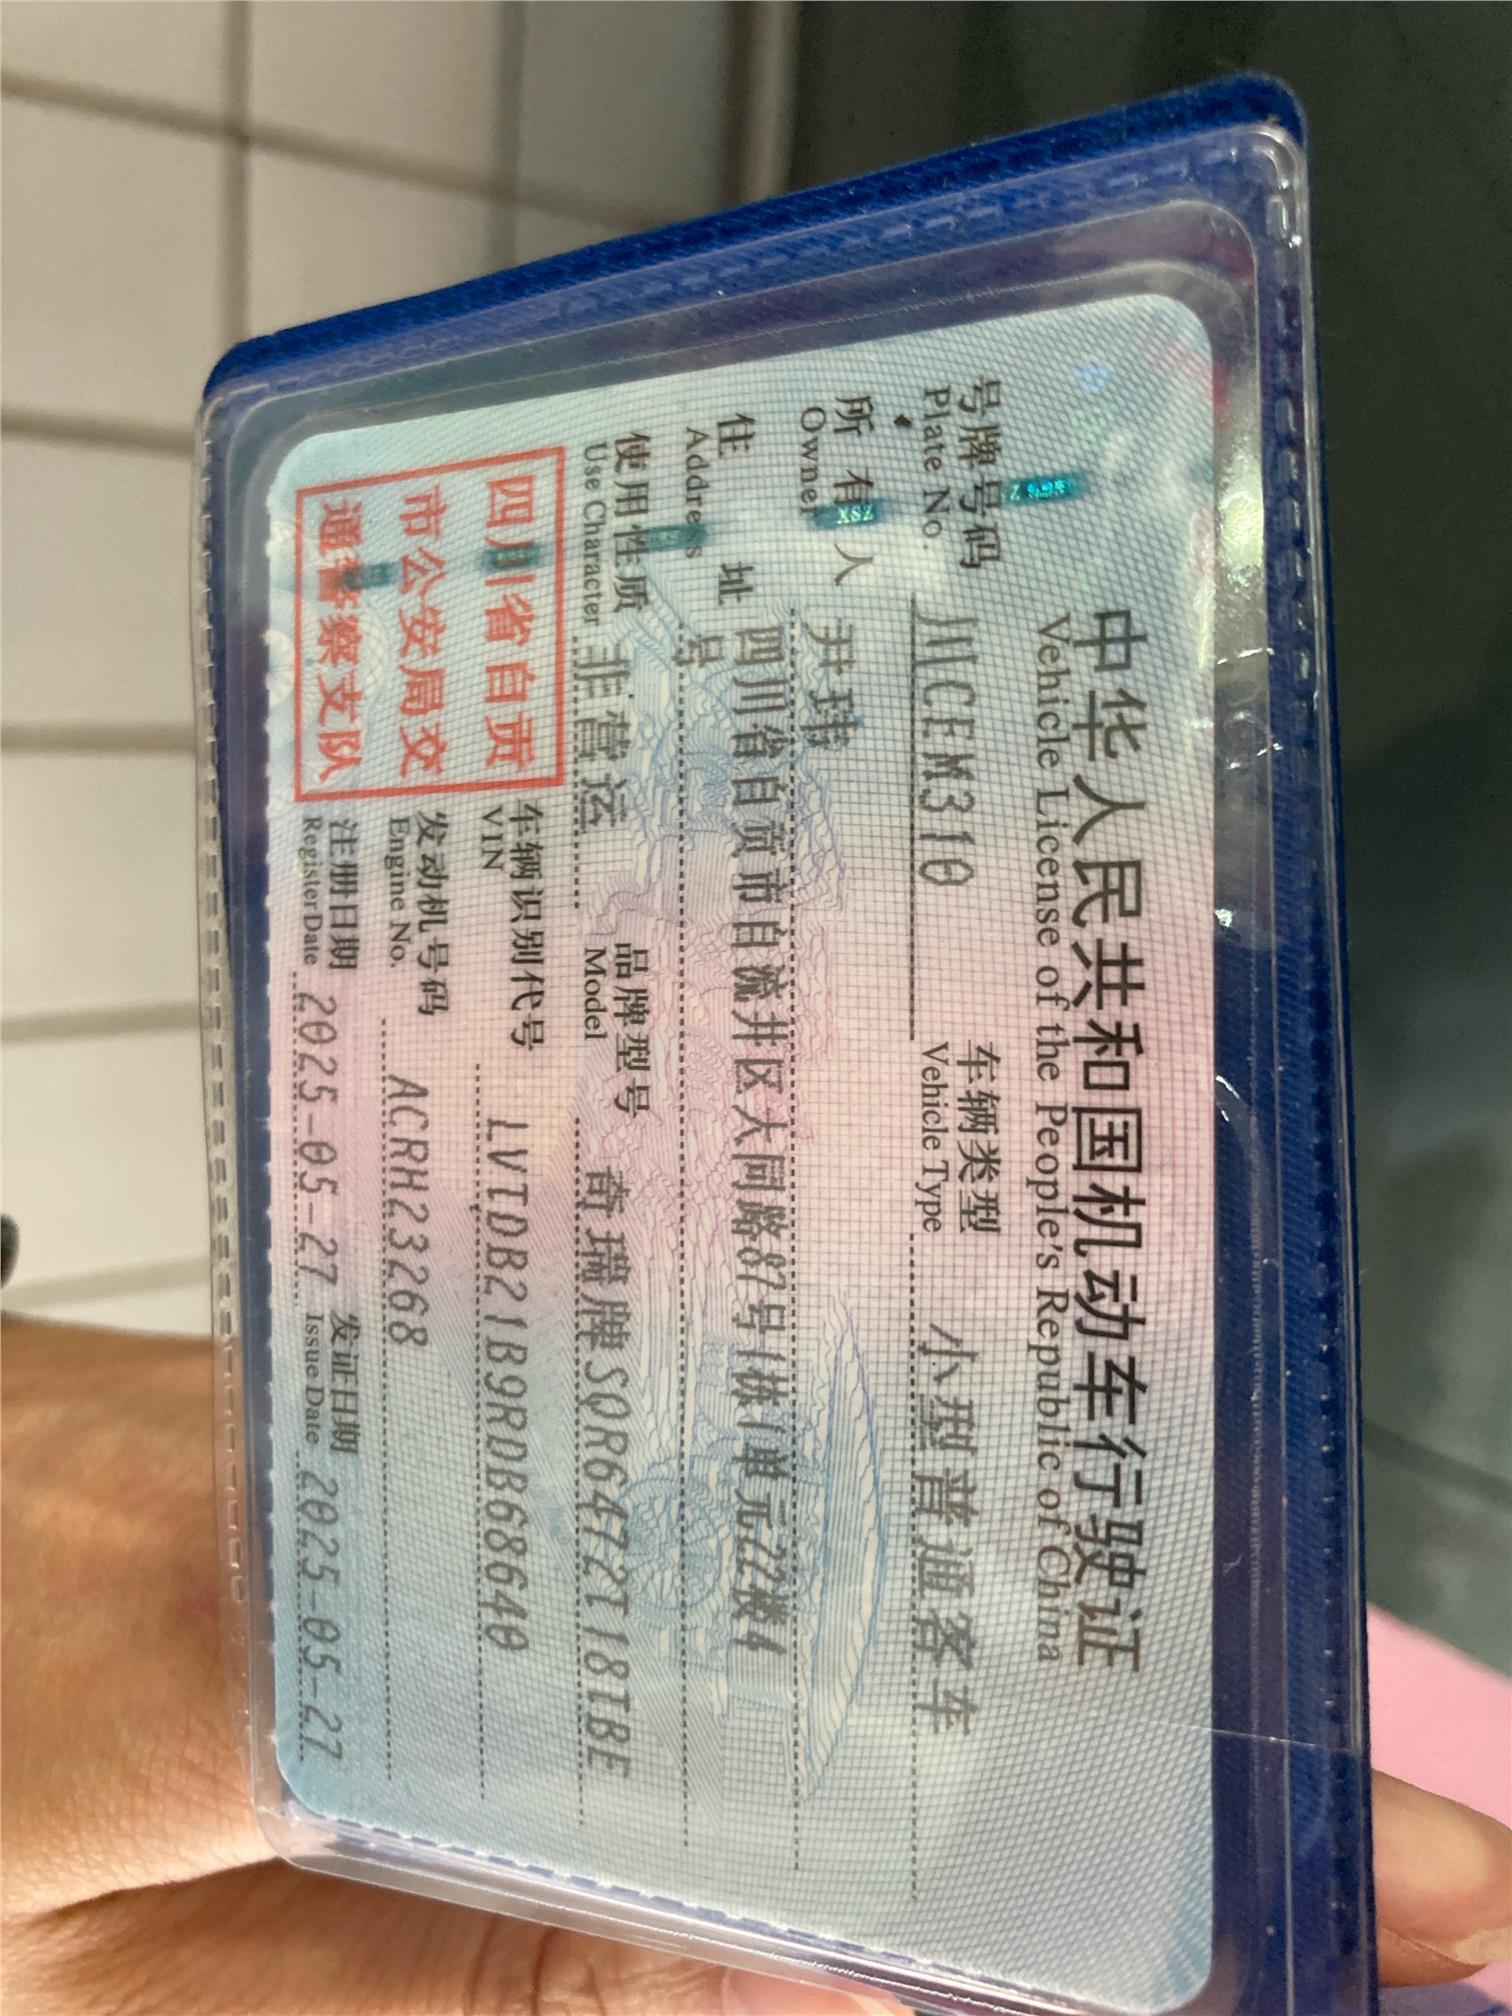 中华人民共和国机动车行驶证
Vehicle License of the People's Republic of China
号牌号码 川CFM310 车辆类型 小型普通客车
Plate No. Vehicle Type
所有人 尹玮
Owner
住址 四川省自贡市自流井区大同路87号1栋1单元22楼4
Address 号
使用性质 非营运 品牌型号 奇瑞牌SQR6472T18TBE
Use Character Model
四川省自贡
市公安局交
通警察支队
车辆识别代号 LVTDB21B9RDB68640
VIN
发动机号码 ACRH23268
Engine No.
注册日期 2025-05-27 发证日期 2025-05-27
Register Date Issue Date